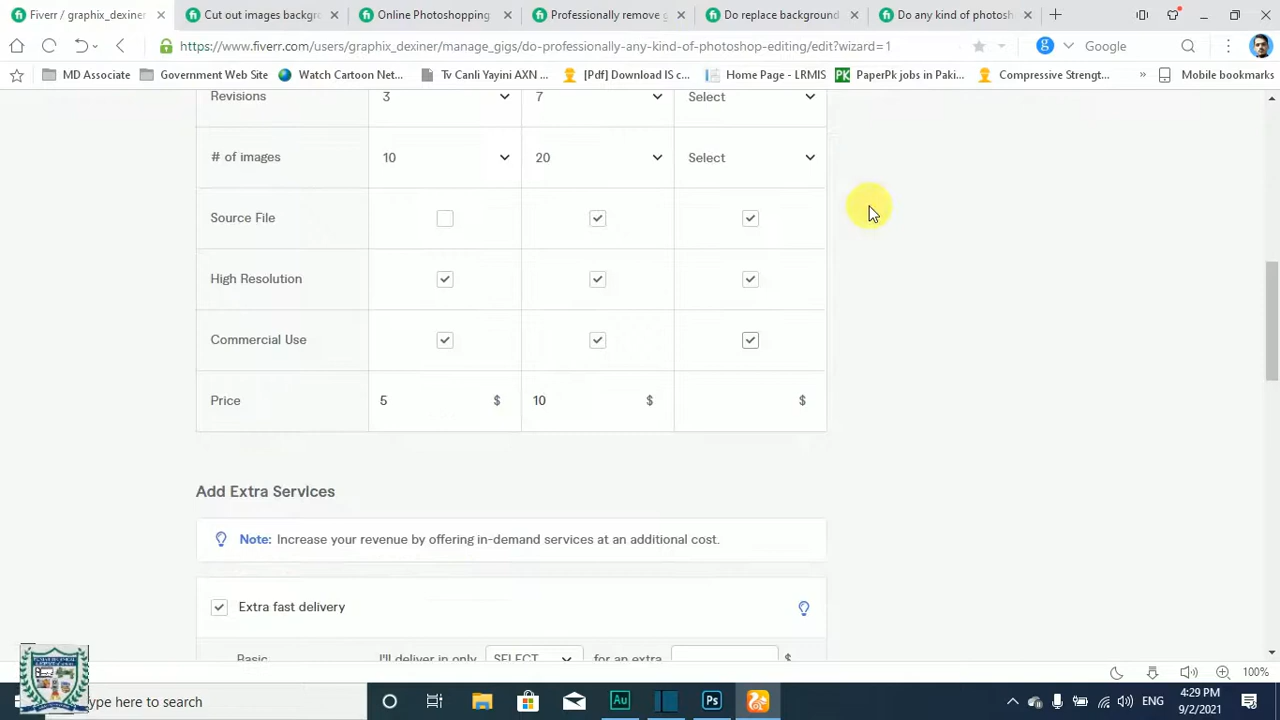 Fiverr / graphix_dexiner
Cut out images backgr
Online Photoshopping
Professionally remove
Do replace background
Do any kind of photosh
https://www.fiverr.com/users/graphix_dexiner/manage_gigs/do-professionally-any-kind-of-photoshop-editing/edit?wizard=1
Google
MD Associate
Government Web Site
Watch Cartoon Net...
Tv Canli Yayini AXN ...
[Pdf] Download IS c...
Home Page - LRMIS
PK PaperPk jobs in Paki...
Compressive Strengt...
Mobile bookmarks
Revisions 3 7 Select
# of images 10 20 Select
Source File
High Resolution
Commercial Use
Price 5 $ 10 $ $
Add Extra Services
Note: Increase your revenue by offering in-demand services at an additional cost.
Extra fast delivery
Basic I'll deliver in only SELECT for an extra $
100%
ype here to search
Au
Ps
ENG
4:29 PM
9/2/2021